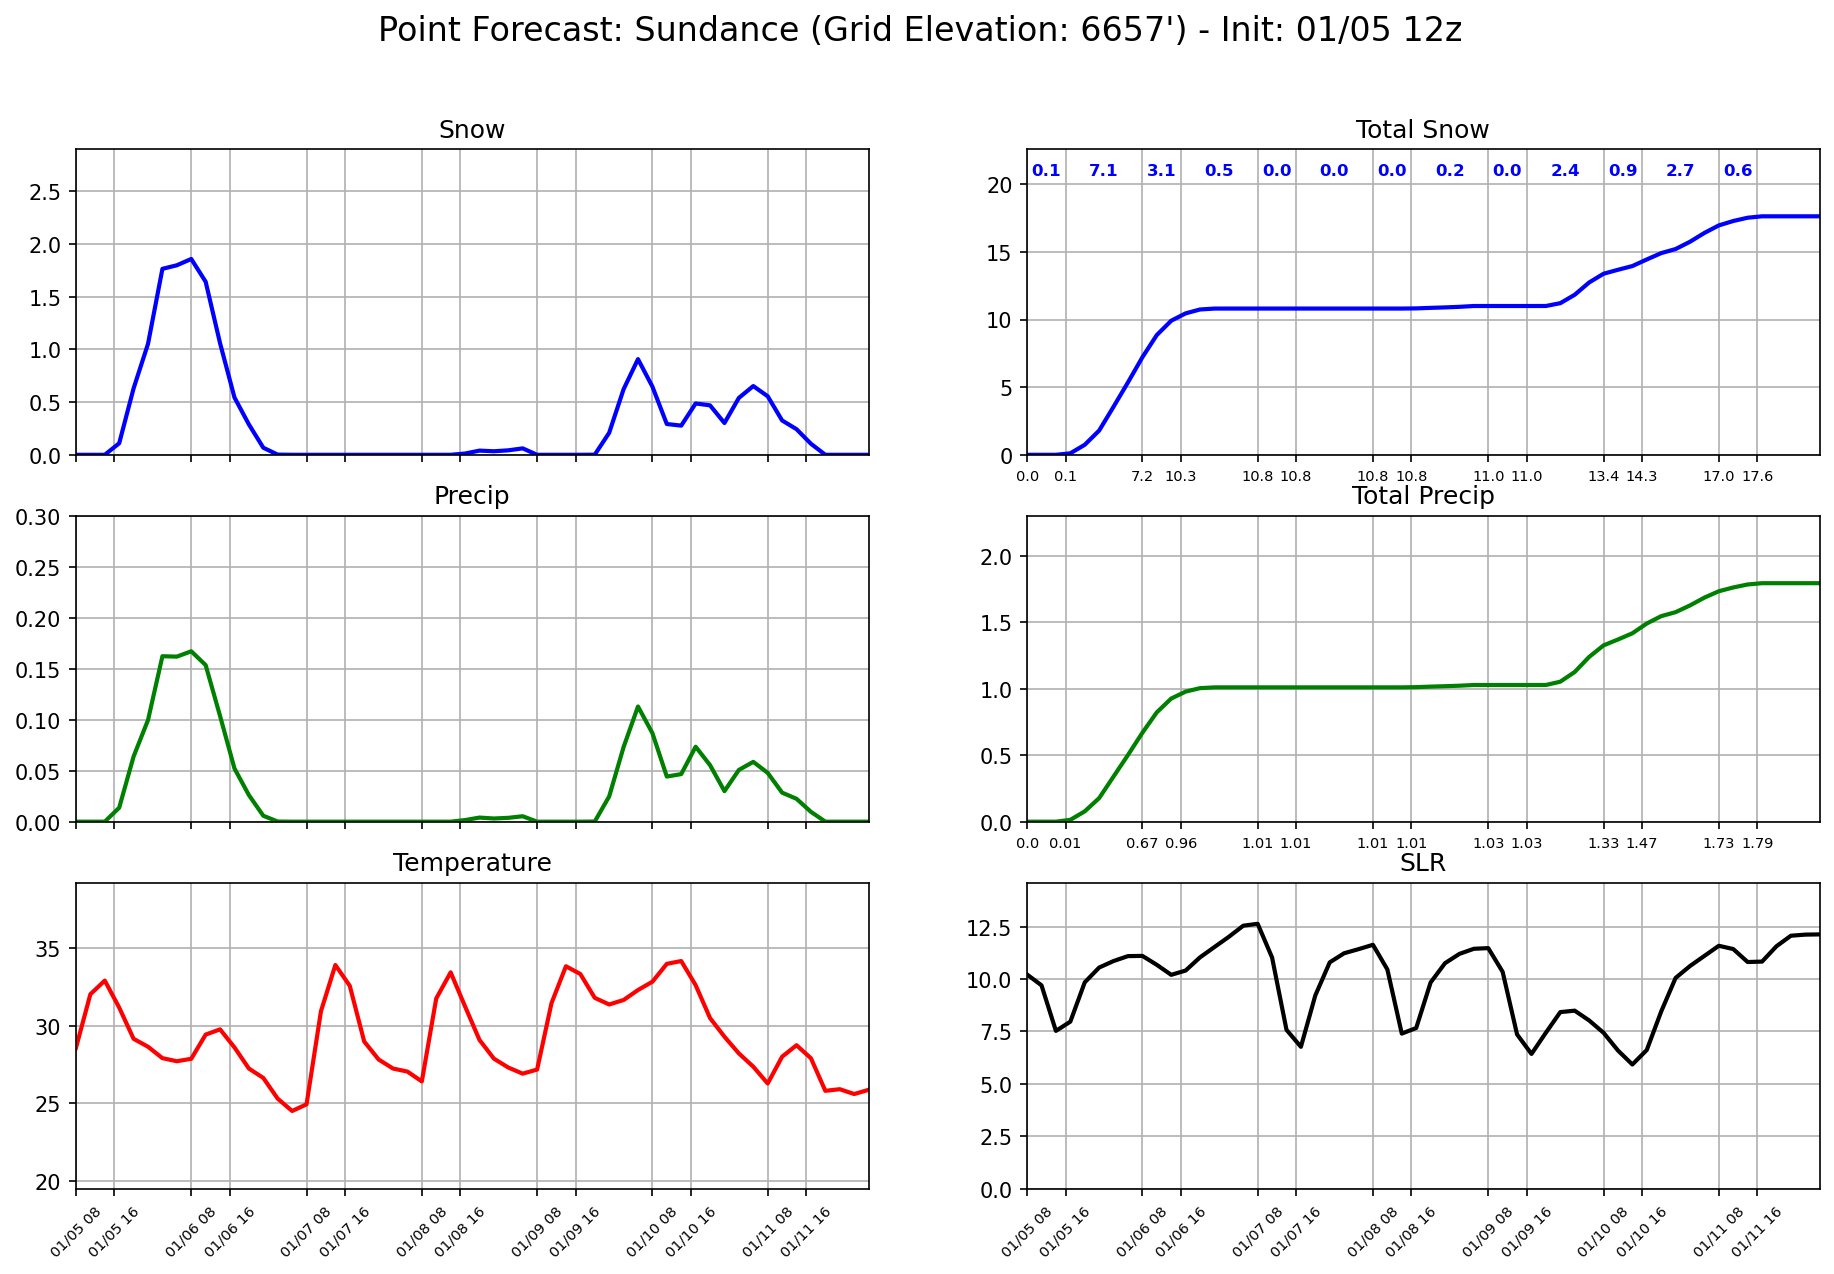 Point Forecast: Sundance (Grid Elevation: 6657') - Init: 01/05 12z
Snow
2.5
2.0
1.5
1.0
0.5
0.0
Total Snow
0.1 7.1 3.1 0.5 0.0 0.0 0.0 0.2 0.0 2.4 0.9 2.7 0.6
20
15
10
5
0
0.0 0.1 7.2 10.3 10.8 10.8 10.8 10.8 11.0 11.0 13.4 14.3 17.0 17.6
Precip
0.30
0.25
0.20
0.15
0.10
0.05
0.00
Total Precip
2.0
1.5
1.0
0.5
0.0
0.0 0.01 0.67 0.96 1.01 1.01 1.01 1.01 1.03 1.03 1.33 1.47 1.73 1.79
Temperature
35
30
25
20
01/05 08 01/05 16 01/06 08 01/06 16 01/07 08 01/07 16 01/08 08 01/08 16 01/09 08 01/09 16 01/10 08 01/10 16 01/11 08 01/11 16
SLR
12.5
10.0
7.5
5.0
2.5
0.0
01/05 08 01/05 16 01/06 08 01/06 16 01/07 08 01/07 16 01/08 08 01/08 16 01/09 08 01/09 16 01/10 08 01/10 16 01/11 08 01/11 16